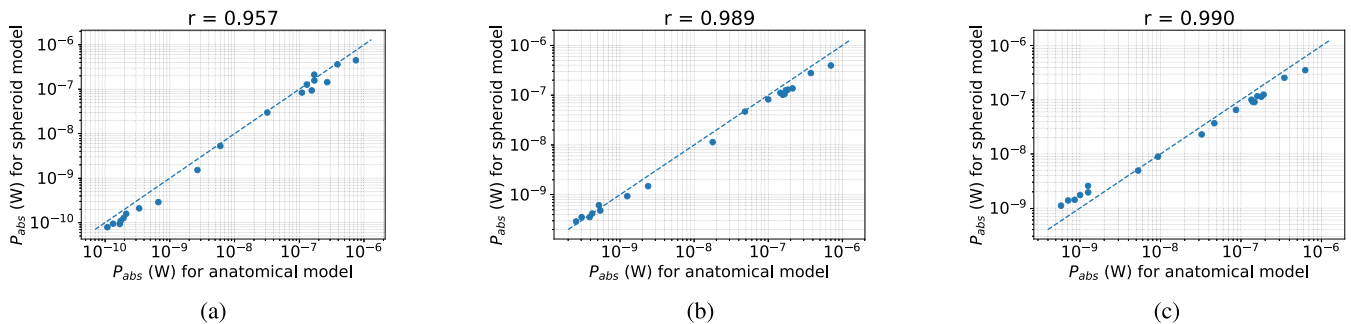 r = 0.957
10⁻⁶
10⁻⁷
10⁻⁸
10⁻⁹
10⁻¹⁰
P_abs (W) for spheroid model
10⁻¹⁰ 10⁻⁹ 10⁻⁸ 10⁻⁷ 10⁻⁶
P_abs (W) for anatomical model
(a)
r = 0.989
10⁻⁶
10⁻⁷
10⁻⁸
10⁻⁹
P_abs (W) for spheroid model
10⁻⁹ 10⁻⁸ 10⁻⁷ 10⁻⁶
P_abs (W) for anatomical model
(b)
r = 0.990
10⁻⁶
10⁻⁷
10⁻⁸
10⁻⁹
P_abs (W) for spheroid model
10⁻⁹ 10⁻⁸ 10⁻⁷ 10⁻⁶
P_abs (W) for anatomical model
(c)